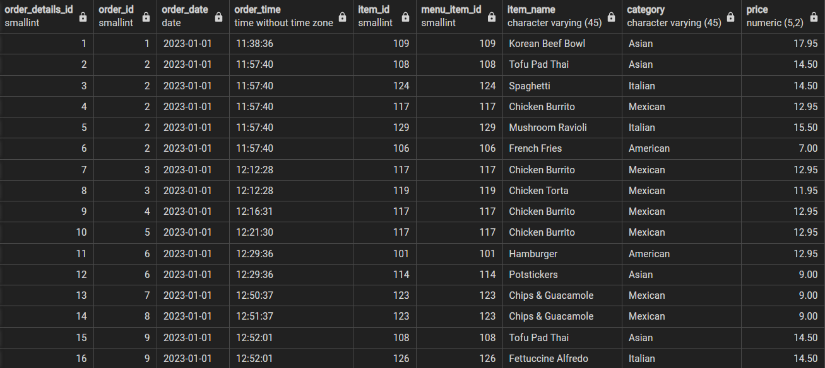 order_details_id order_id order_date order_time item_id menu_item_id item_name category price
smallint smallint date time without time zone smallint smallint character varying (45) character varying (45) numeric (5,2)
1 1 2023-01-01 11:38:36 109 109 Korean Beef Bowl Asian 17.95
2 2 2023-01-01 11:57:40 108 108 Tofu Pad Thai Asian 14.50
3 2 2023-01-01 11:57:40 124 124 Spaghetti Italian 14.50
4 2 2023-01-01 11:57:40 117 117 Chicken Burrito Mexican 12.95
5 2 2023-01-01 11:57:40 129 129 Mushroom Ravioli Italian 15.50
6 2 2023-01-01 11:57:40 106 106 French Fries American 7.00
7 3 2023-01-01 12:12:28 117 117 Chicken Burrito Mexican 12.95
8 3 2023-01-01 12:12:28 119 119 Chicken Torta Mexican 11.95
9 4 2023-01-01 12:16:31 117 117 Chicken Burrito Mexican 12.95
10 5 2023-01-01 12:21:30 117 117 Chicken Burrito Mexican 12.95
11 6 2023-01-01 12:29:36 101 101 Hamburger American 12.95
12 6 2023-01-01 12:29:36 114 114 Potstickers Asian 9.00
13 7 2023-01-01 12:50:37 123 123 Chips & Guacamole Mexican 9.00
14 8 2023-01-01 12:51:37 123 123 Chips & Guacamole Mexican 9.00
15 9 2023-01-01 12:52:01 108 108 Tofu Pad Thai Asian 14.50
16 9 2023-01-01 12:52:01 126 126 Fettuccine Alfredo Italian 14.50